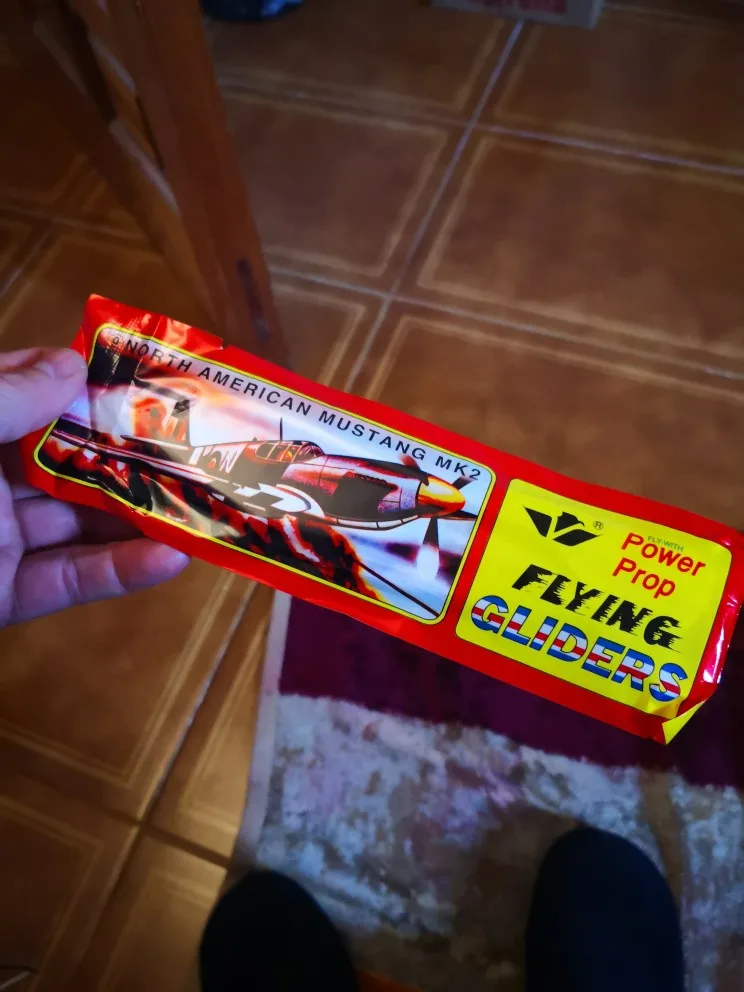 NORTH AMERICAN MUSTANG MK2
®
FLY WITH
Power
Prop
FLYING
GLIDERS